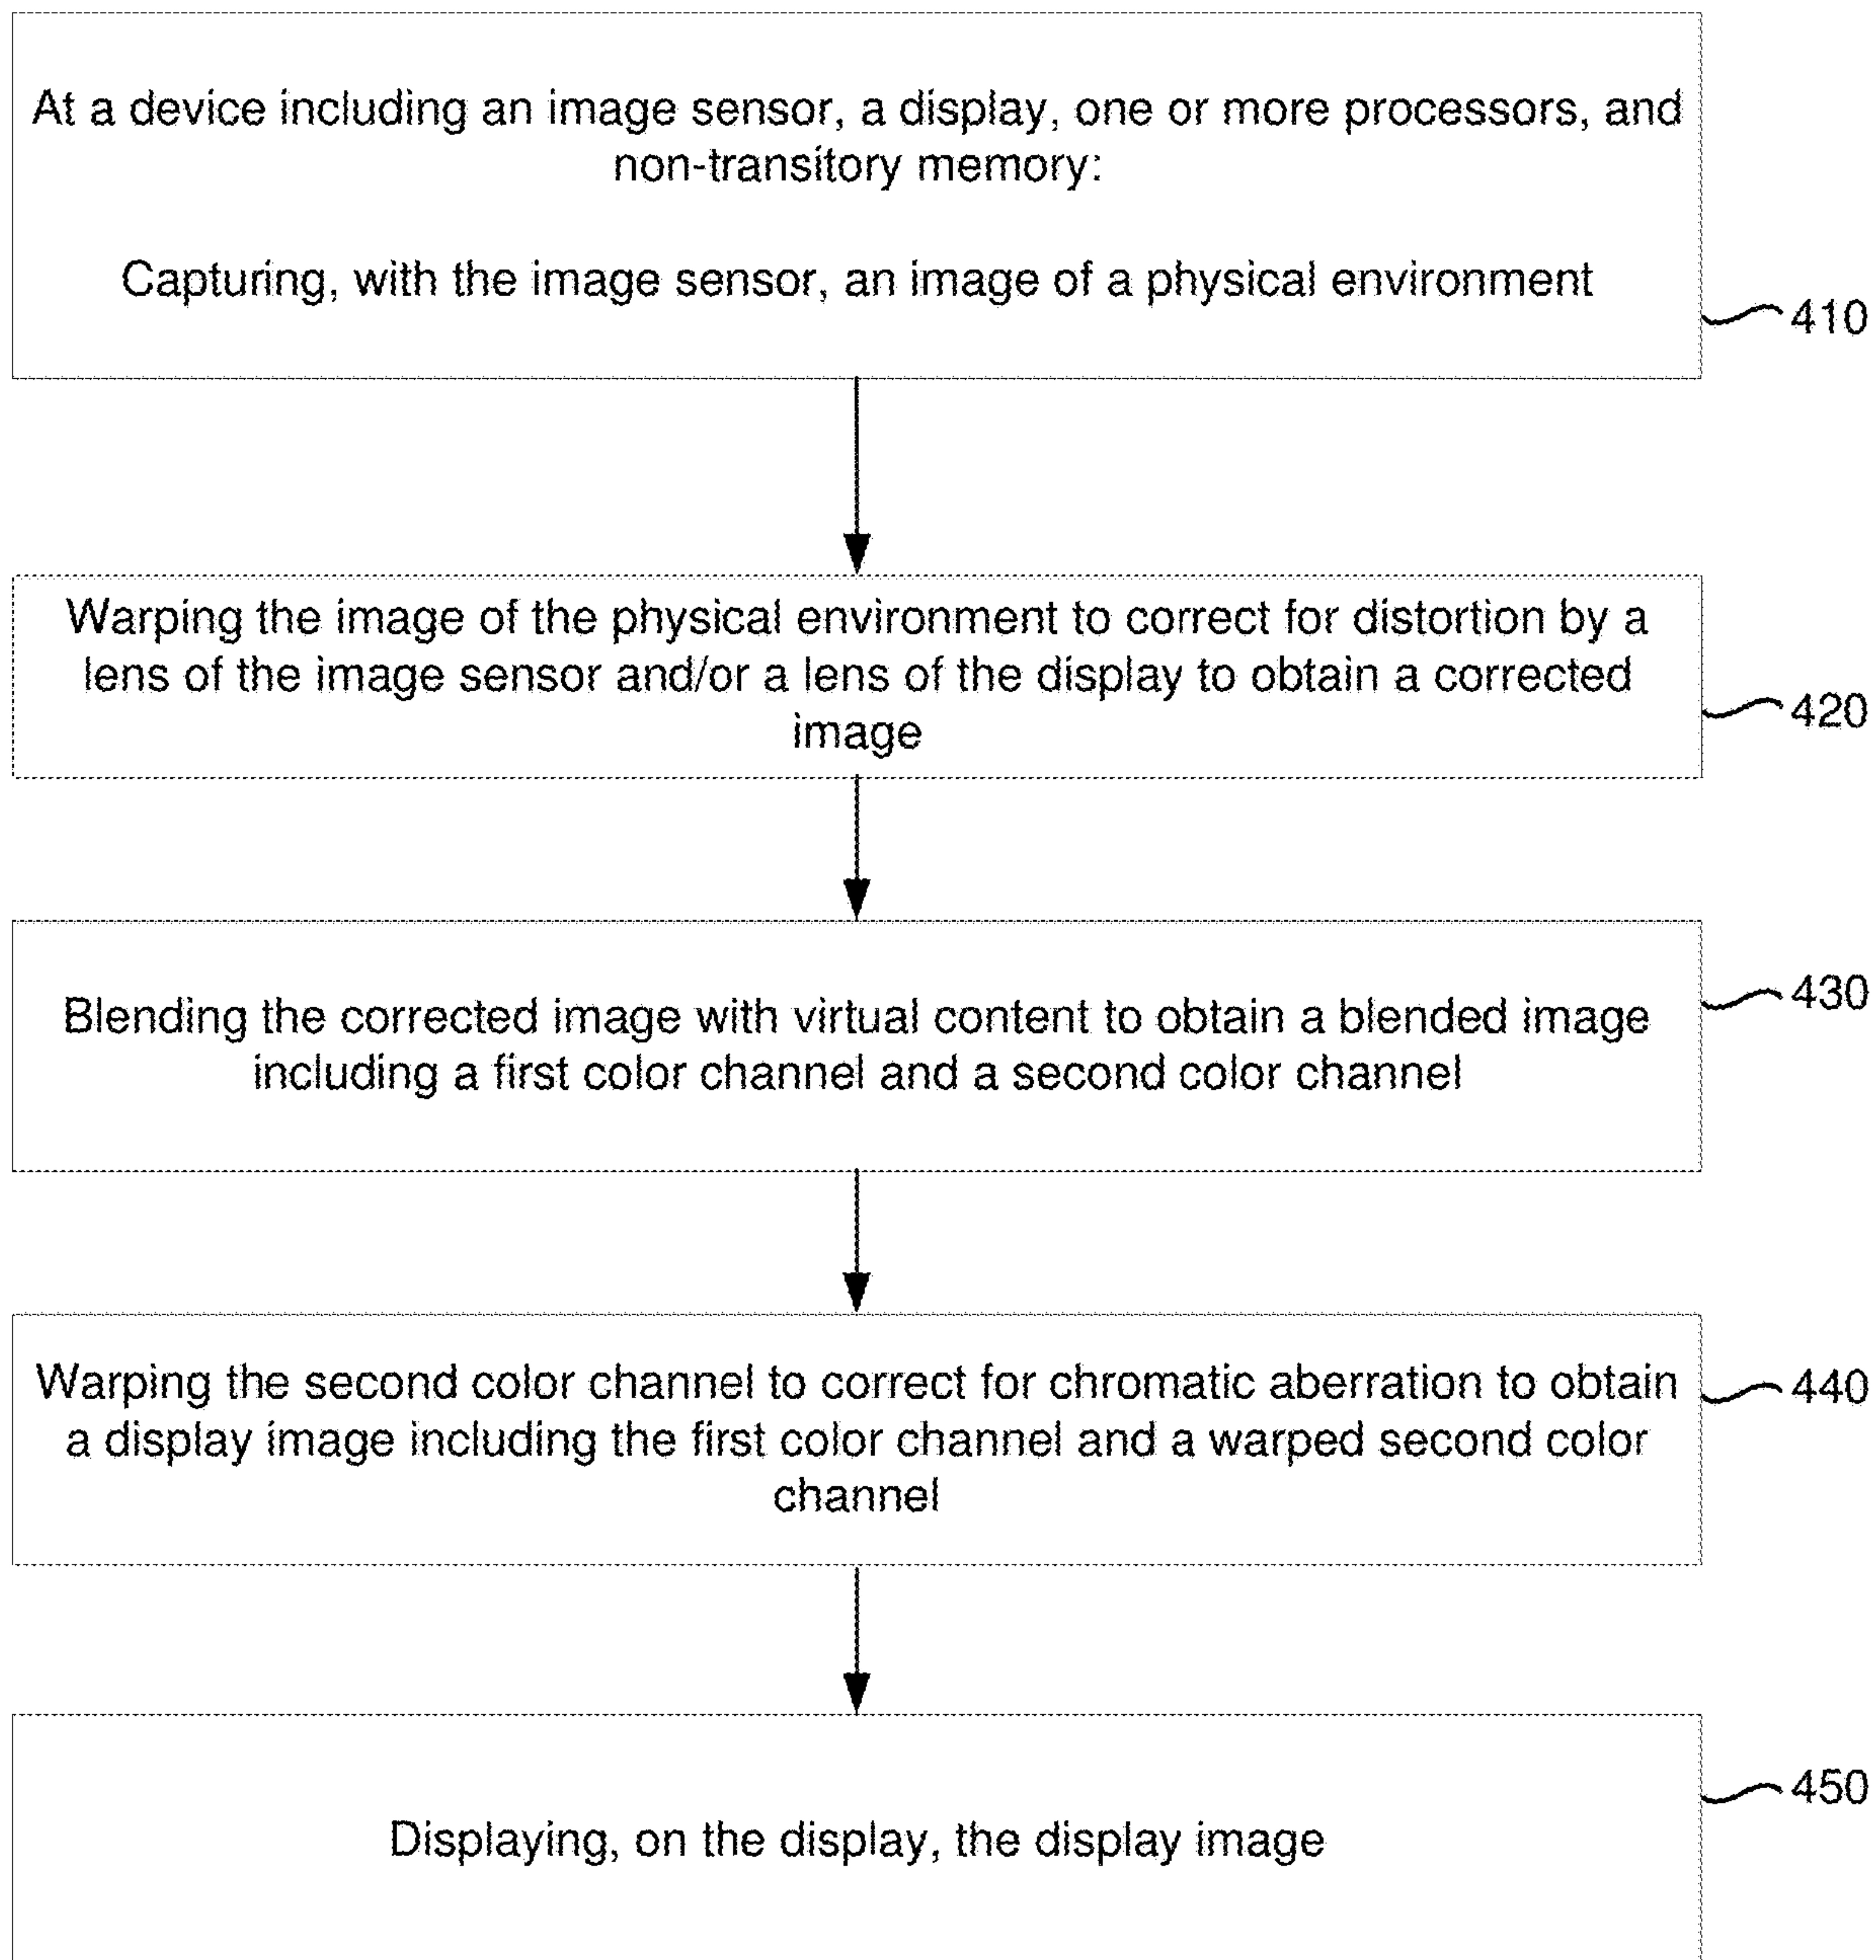 At a device including an image sensor, a display, one or more processors, and
non-transitory memory:
Capturing, with the image sensor, an image of a physical environment
410
Warping the image of the physical environment to correct for distortion by a
lens of the image sensor and/or a lens of the display to obtain a corrected
image
420
Blending the corrected image with virtual content to obtain a blended image
including a first color channel and a second color channel
430
Warping the second color channel to correct for chromatic aberration to obtain
a display image including the first color channel and a warped second color
channel
440
Displaying, on the display, the display image
450